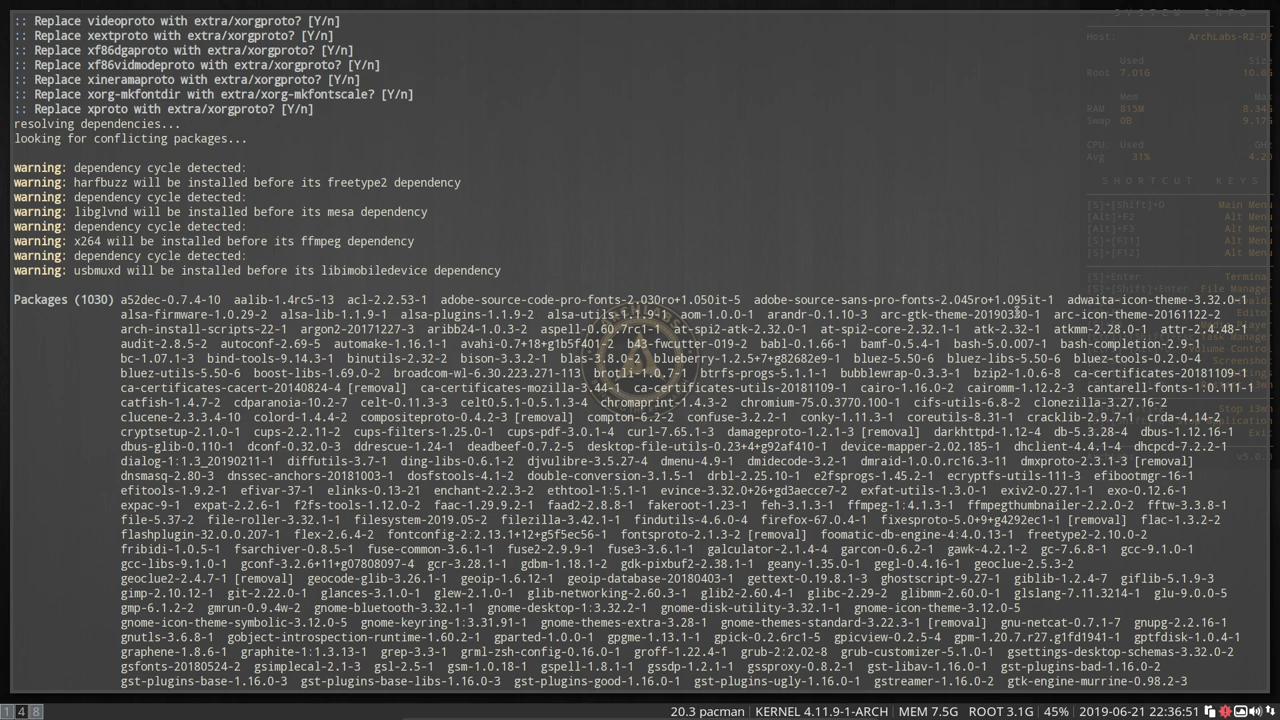 :: Replace videoproto with extra/xorgproto? [Y/n]
:: Replace xextproto with extra/xorgproto? [Y/n]
:: Replace xf86dgaproto with extra/xorgproto? [Y/n]
:: Replace xf86vidmodeproto with extra/xorgproto? [Y/n]
:: Replace xineramaproto with extra/xorgproto? [Y/n]
:: Replace xorg-mkfontdir with extra/xorg-mkfontscale? [Y/n]
:: Replace xproto with extra/xorgproto? [Y/n]
resolving dependencies...
looking for conflicting packages...
warning: dependency cycle detected:
warning: harfbuzz will be installed before its freetype2 dependency
warning: dependency cycle detected:
warning: libglvnd will be installed before its mesa dependency
warning: dependency cycle detected:
warning: x264 will be installed before its ffmpeg dependency
warning: dependency cycle detected:
warning: usbmuxd will be installed before its libimobiledevice dependency
Packages (1030) a52dec-0.7.4-10 aalib-1.4rc5-13 acl-2.2.53-1 adobe-source-code-pro-fonts-2.030ro+1.050it-5 adobe-source-sans-pro-fonts-2.045ro+1.095it-1 adwaita-icon-theme-3.32.0-1
alsa-firmware-1.0.29-2 alsa-lib-1.1.9-1 alsa-plugins-1.1.9-2 alsa-utils-1.1.9-1 aom-1.0.0-1 arandr-0.1.10-3 arc-gtk-theme-20190330-1 arc-icon-theme-20161122-2
arch-install-scripts-22-1 argon2-20171227-3 aribb24-1.0.3-2 aspell-0.60.7rc1-1 at-spi2-atk-2.32.0-1 at-spi2-core-2.32.1-1 atk-2.32-1 atkmm-2.28.0-1 attr-2.4.48-1
audit-2.8.5-2 autoconf-2.69-5 automake-1.16.1-1 avahi-0.7+18+g1b5f401-1 b43-fwcutter-019-2 babl-0.1.66-1 bamf-0.5.4-1 bash-5.0.007-1 bash-completion-2.9-1
bc-1.07.1-3 bind-tools-9.14.3-1 binutils-2.32-2 bison-3.3.2-1 blas-3.8.0-2 blueberry-1.2.5+7+g82682e9-1 bluez-5.50-6 bluez-libs-5.50-6 bluez-tools-0.2.0-4
bluez-utils-5.50-6 boost-libs-1.69.0-2 broadcom-wl-6.30.223.271-113 brotli-1.0.7-1 btrfs-progs-5.1.1-1 bubblewrap-0.3.3-1 bzip2-1.0.6-8 ca-certificates-20181109-1
ca-certificates-cacert-20140824-4 [removal] ca-certificates-mozilla-3.44-1 ca-certificates-utils-20181109-1 cairo-1.16.0-2 cairomm-1.12.2-3 cantarell-fonts-1:0.111-1
catfish-1.4.7-2 cdparanoia-10.2-7 celt-0.11.3-3 celt0.5.1-0.5.1.3-4 chromaprint-1.4.3-2 chromium-75.0.3770.100-1 cifs-utils-6.8-2 clonezilla-3.27.16-2
clucene-2.3.3.4-10 colord-1.4.4-2 compositeproto-0.4.2-3 [removal] compton-6.2-2 confuse-3.2.2-1 conky-1.11.3-1 coreutils-8.31-1 cracklib-2.9.7-1 crda-4.14-2
cryptsetup-2.1.0-1 cups-2.2.11-2 cups-filters-1.25.0-1 cups-pdf-3.0.1-4 curl-7.65.1-3 damageproto-1.2.1-3 [removal] darkhttpd-1.12-4 db-5.3.28-4 dbus-1.12.16-1
dbus-glib-0.110-1 dconf-0.32.0-3 ddrescue-1.24-1 deadbeef-0.7.2-5 desktop-file-utils-0.23+4+g92af410-1 device-mapper-2.02.185-1 dhclient-4.4.1-4 dhcpcd-7.2.2-1
dialog-1:1.3_20190211-1 diffutils-3.7-1 ding-libs-0.6.1-2 djvulibre-3.5.27-4 dmenu-4.9-1 dmidecode-3.2-1 dmraid-1.0.0.rc16.3-11 dmxproto-2.3.1-3 [removal]
dnsmasq-2.80-3 dnssec-anchors-20181003-1 dosfstools-4.1-2 double-conversion-3.1.5-1 drbl-2.25.10-1 e2fsprogs-1.45.2-1 ecryptfs-utils-111-3 efibootmgr-16-1
efitools-1.9.2-1 efivar-37-1 elinks-0.13-21 enchant-2.2.3-2 ethtool-1:5.1-1 evince-3.32.0+26+gd3aecce7-2 exfat-utils-1.3.0-1 exiv2-0.27.1-1 exo-0.12.6-1
expac-9-1 expat-2.2.6-1 f2fs-tools-1.12.0-2 faac-1.29.9.2-1 faad2-2.8.8-1 fakeroot-1.23-1 feh-3.1.3-1 ffmpeg-1:4.1.3-1 ffmpegthumbnailer-2.2.0-2 fftw-3.3.8-1
file-5.37-2 file-roller-3.32.1-1 filesystem-2019.05-2 filezilla-3.42.1-1 findutils-4.6.0-4 firefox-67.0.4-1 fixesproto-5.0+9+g4292ec1-1 [removal] flac-1.3.2-2
flashplugin-32.0.0.207-1 flex-2.6.4-2 fontconfig-2:2.13.1+12+g5f5ec56-1 fontsproto-2.1.3-2 [removal] foomatic-db-engine-4:4.0.13-1 freetype2-2.10.0-2
fribidi-1.0.5-1 fsarchiver-0.8.5-1 fuse-common-3.6.1-1 fuse2-2.9.9-1 fuse3-3.6.1-1 galculator-2.1.4-4 garcon-0.6.2-1 gawk-4.2.1-2 gc-7.6.8-1 gcc-9.1.0-1
gcc-libs-9.1.0-1 gconf-3.2.6+11+g07808097-4 gcr-3.28.1-1 gdbm-1.18.1-2 gdk-pixbuf2-2.38.1-1 geany-1.35.0-1 gegl-0.4.16-1 geoclue-2.5.3-2
geoclue2-2.4.7-1 [removal] geocode-glib-3.26.1-1 geoip-1.6.12-1 geoip-database-20180403-1 gettext-0.19.8.1-3 ghostscript-9.27-1 giblib-1.2.4-7 giflib-5.1.9-3
gimp-2.10.12-1 git-2.22.0-1 glances-3.1.0-1 glew-2.1.0-1 glib-networking-2.60.3-1 glib2-2.60.4-1 glibc-2.29-2 glibmm-2.60.0-1 glslang-7.11.3214-1 glu-9.0.0-5
gmp-6.1.2-2 gmrun-0.9.4w-2 gnome-bluetooth-3.32.1-1 gnome-desktop-1:3.32.2-1 gnome-disk-utility-3.32.1-1 gnome-icon-theme-3.12.0-5
gnome-icon-theme-symbolic-3.12.0-5 gnome-keyring-1:3.31.91-1 gnome-themes-extra-3.28-1 gnome-themes-standard-3.22.3-1 [removal] gnu-netcat-0.7.1-7 gnupg-2.2.16-1
gnutls-3.6.8-1 gobject-introspection-runtime-1.60.2-1 gparted-1.0.0-1 gpgme-1.13.1-1 gpick-0.2.6rc1-5 gpicview-0.2.5-4 gpm-1.20.7.r27.g1fd1941-1 gptfdisk-1.0.4-1
graphene-1.8.6-1 graphite-1:1.3.13-1 grep-3.3-1 grml-zsh-config-0.16.0-1 groff-1.22.4-1 grub-2:2.02-8 grub-customizer-5.1.0-1 gsettings-desktop-schemas-3.32.0-2
gsfonts-20180524-2 gsimplecal-2.1-3 gsl-2.5-1 gsm-1.0.18-1 gspell-1.8.1-1 gssdp-1.2.1-1 gssproxy-0.8.2-1 gst-libav-1.16.0-1 gst-plugins-bad-1.16.0-2
gst-plugins-base-1.16.0-3 gst-plugins-base-libs-1.16.0-3 gst-plugins-good-1.16.0-1 gst-plugins-ugly-1.16.0-1 gstreamer-1.16.0-2 gtk-engine-murrine-0.98.2-3
SYSTEM INFO
Host: ArchLabs-R2-D2
Used Size
Root 7.01G
Mem Max
RAM 815M 8.34G
Swap 0B 9.17G
CPU: Used GHz
Avg 31% 4.20
SHORTCUT KEYS
[S]+[Shift]+D Main Menu
[Alt]+F2 Alt Menu
[Alt]+F3 Alt Menu
[S]+[F11] Alt Menu
[S]+[F12] Alt Menu
[S]+Enter Terminal
[S]+[Shift]+Enter File Manager
1 4 8
20.3 pacman | KERNEL 4.11.9-1-ARCH | MEM 7.5G | ROOT 3.1G | 45% | 2019-06-21 22:36:51